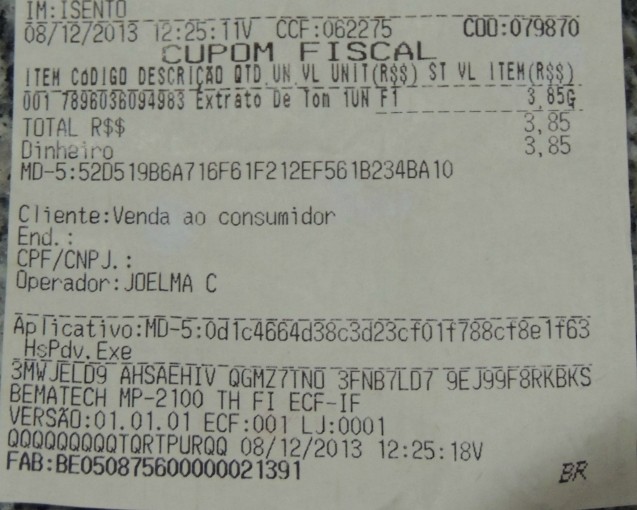 IM:ISENTO
08/12/2013 12:25:11V CCF:062275 COO:079870
CUPOM FISCAL
ITEM CÓDIGO DESCRIÇÃO QTD UN VL UNIT(R$$) ST VL ITEM(R$$)
001 7896036094983 Extrato De Tom 1UN F1 3,85G
TOTAL R$$ 3,85
Dinheiro 3,85
MD-5:52D519B6A716F61F212EF561B234BA10
Cliente:Venda ao consumidor
End.:
CPF/CNPJ.:
Operador:JOELMA C
Aplicativo:MD-5:0d1c4664d38c3d23cf01f788cf8e1f63
HsPdv.Exe
3MWJELD9 AHSAEHIV QGMZ7TNO 3FNB7LD7 9EJ99F8RKBKS
BEMATECH MP-2100 TH FI ECF-IF
VERSÃO:01.01.01 ECF:001 LJ:0001
QQQQQQQQQTQRTPURQQ 08/12/2013 12:25:18V
FAB:BE050875600000021391
BR